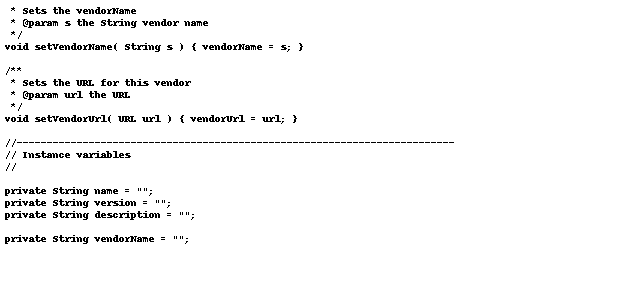 * Sets the vendorName
* @param s the String vendor name
*/
void setVendorName( String s ) { vendorName = s; }
/**
* Sets the URL for this vendor
* @param url the URL
*/
void setVendorUrl( URL url ) { vendorUrl = url; }
//-------------------------------------------------------------------------
// Instance variables
//
private String name = "";
private String version = "";
private String description = "";
private String vendorName = "";